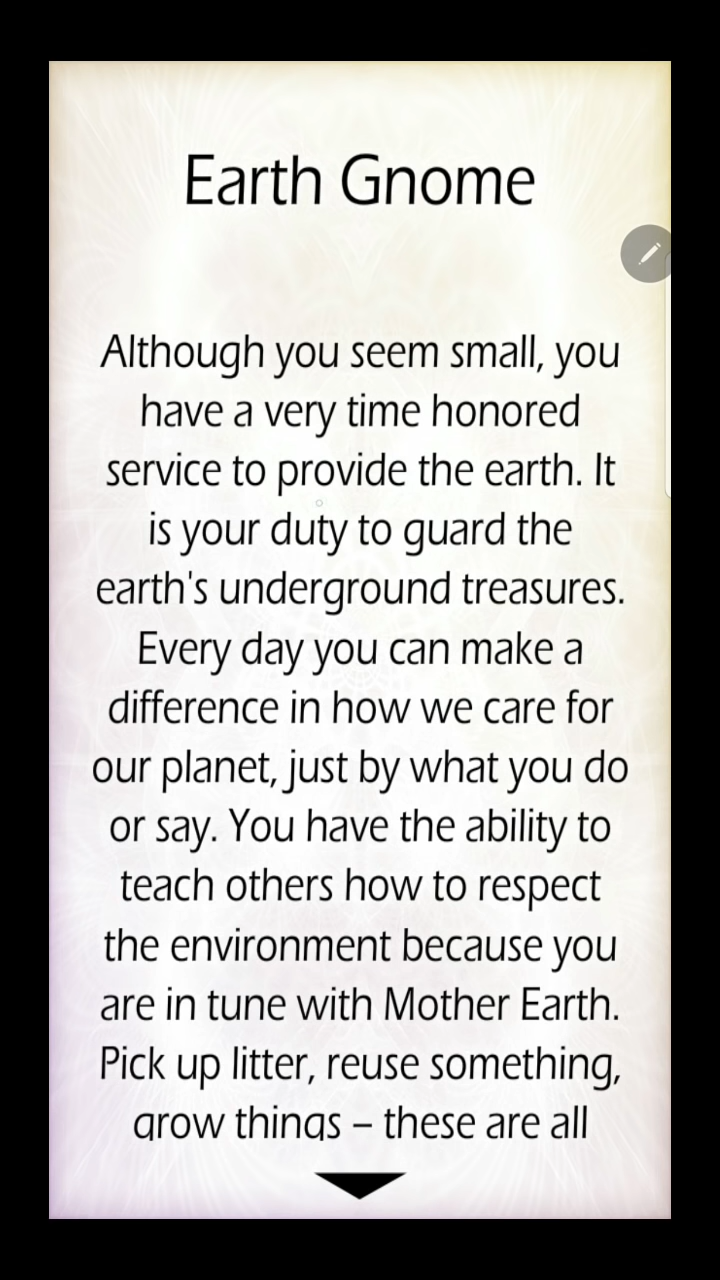 Earth Gnome
Although you seem small, you
have a very time honored
service to provide the earth. It
is your duty to guard the
earth's underground treasures.
Every day you can make a
difference in how we care for
our planet, just by what you do
or say. You have the ability to
teach others how to respect
the environment because you
are in tune with Mother Earth.
Pick up litter, reuse something,
grow things – these are all